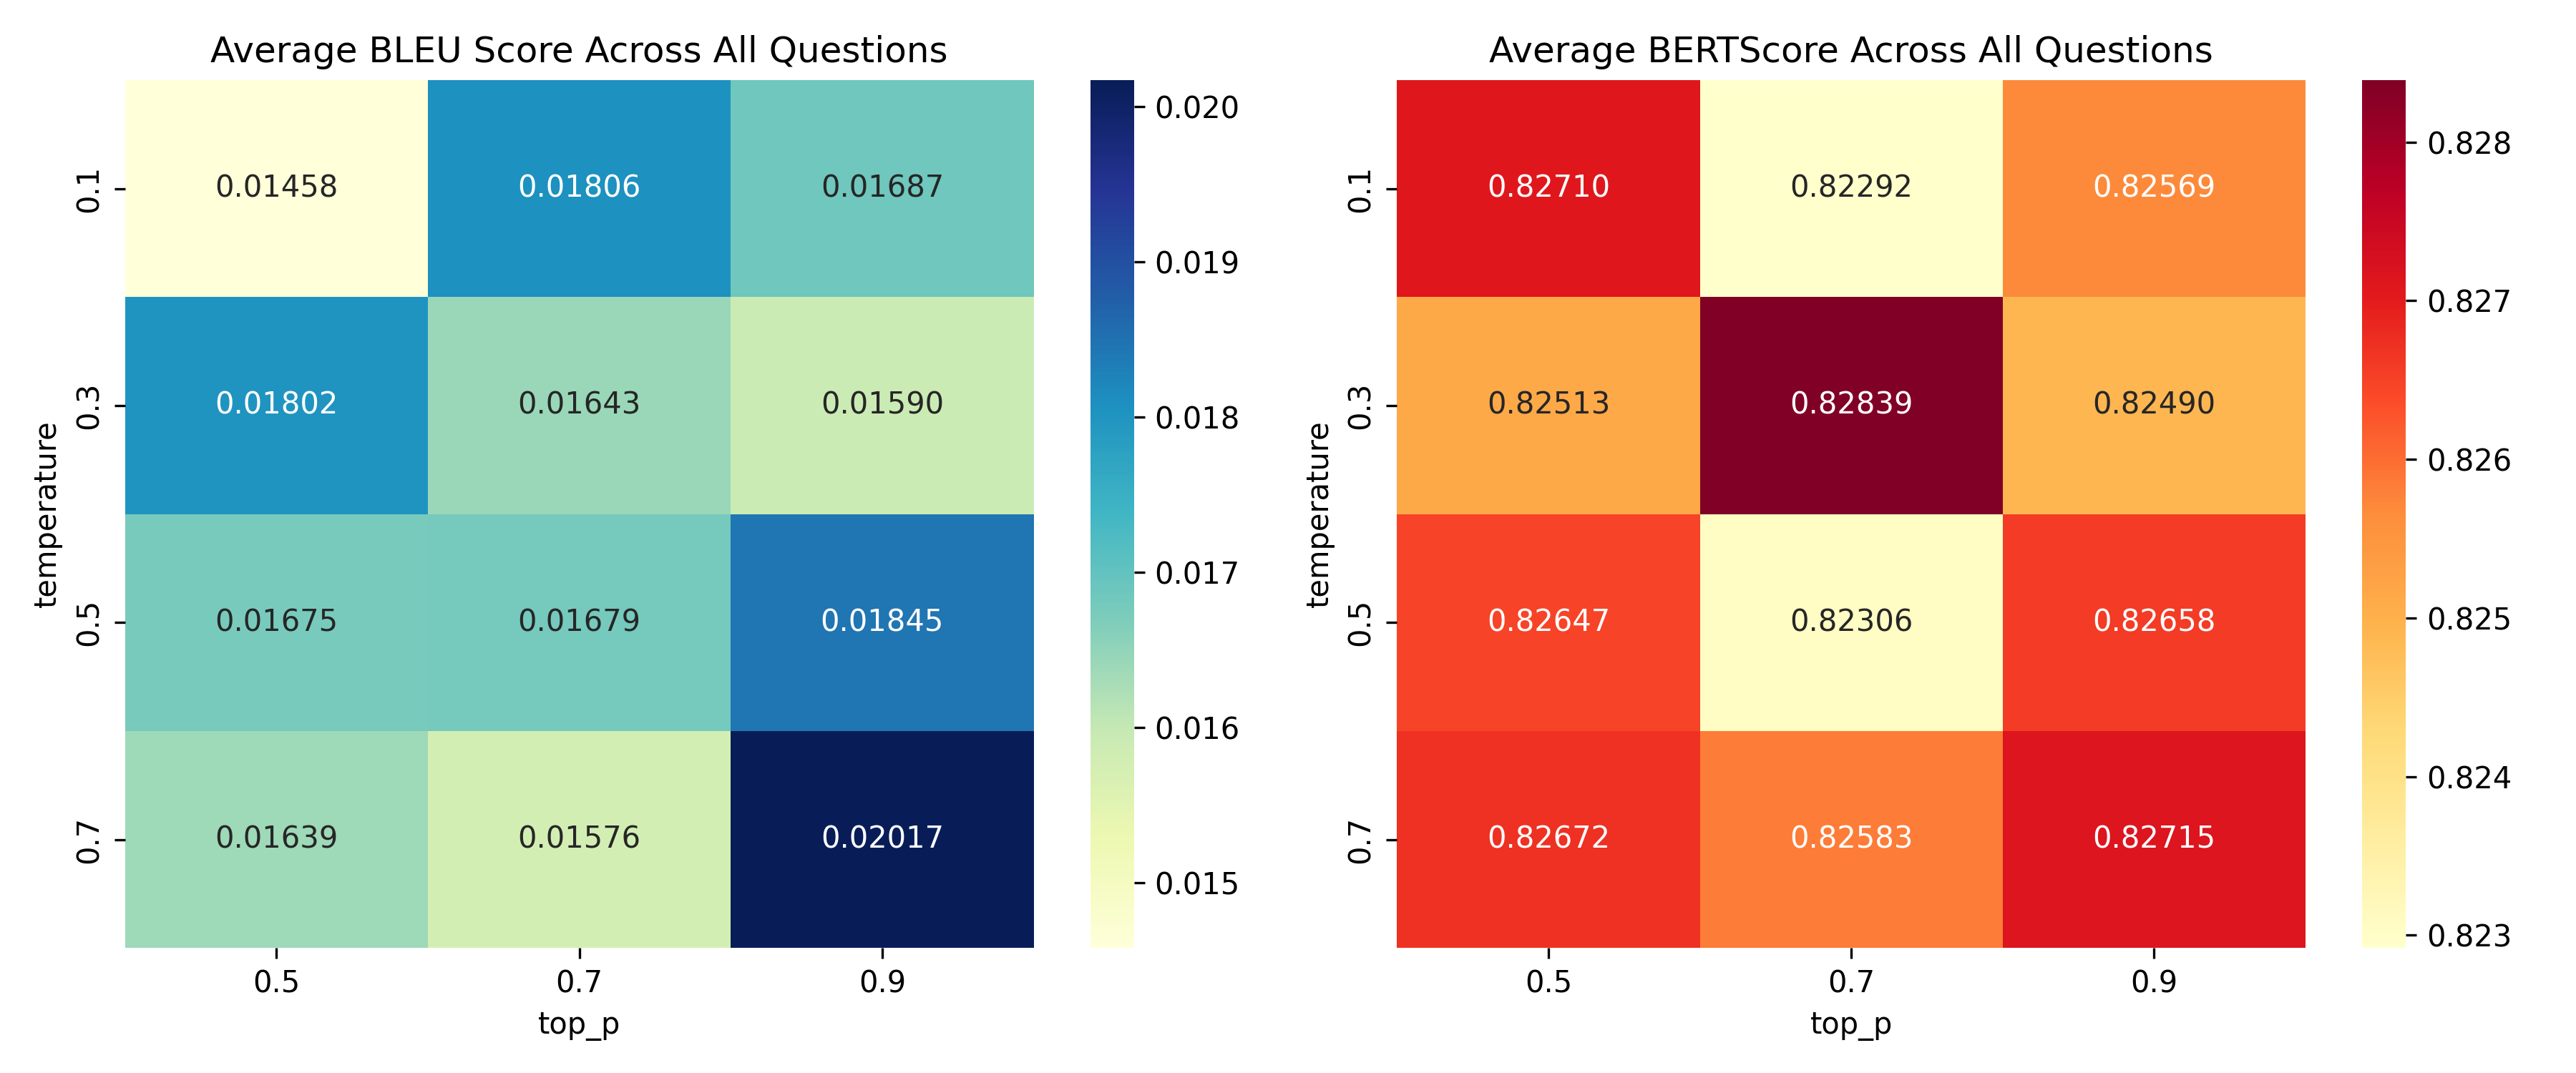 Average BLEU Score Across All Questions
temperature
0.1 0.01458 0.01806 0.01687
0.3 0.01802 0.01643 0.01590
0.5 0.01675 0.01679 0.01845
0.7 0.01639 0.01576 0.02017
0.5 0.7 0.9
top_p
0.020
0.019
0.018
0.017
0.016
0.015
Average BERTScore Across All Questions
temperature
0.1 0.82710 0.82292 0.82569
0.3 0.82513 0.82839 0.82490
0.5 0.82647 0.82306 0.82658
0.7 0.82672 0.82583 0.82715
0.5 0.7 0.9
top_p
0.828
0.827
0.826
0.825
0.824
0.823